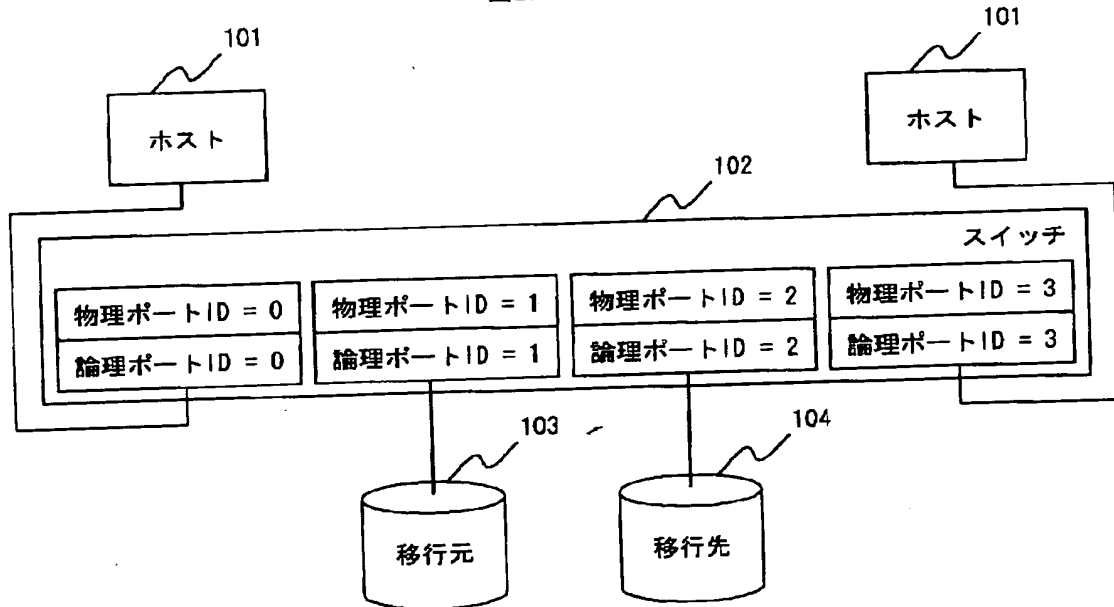 101
101
ホスト
ホスト
102
スイッチ
物理ポートID = 0
物理ポートID = 1
物理ポートID = 2
物理ポートID = 3
論理ポートID = 0
論理ポートID = 1
論理ポートID = 2
論理ポートID = 3
103
104
移行元
移行先